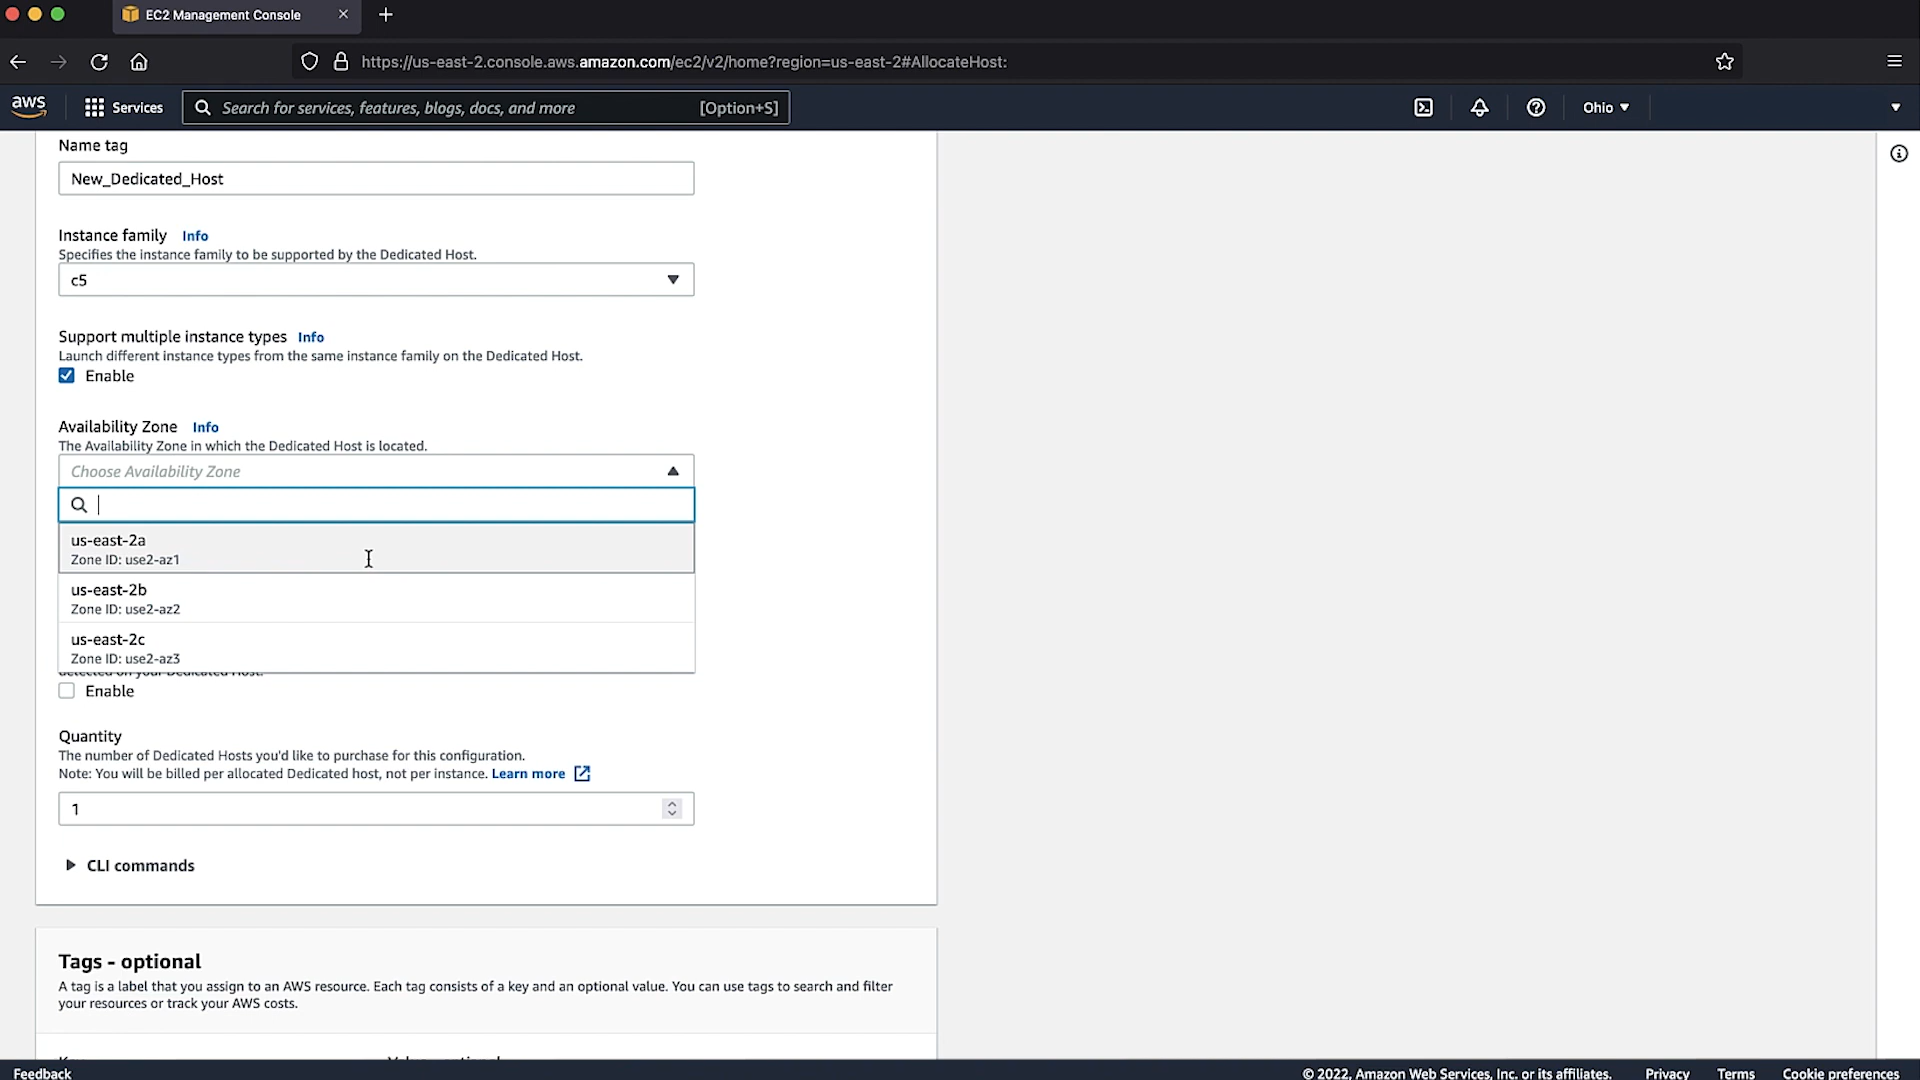 EC2 Management Console
https://us-east-2.console.aws.amazon.com/ec2/v2/home?region=us-east-2#AllocateHost:
aws
Services
Search for services, features, blogs, docs, and more
[Option+S]
Ohio
Name tag
New_Dedicated_Host
Instance family Info
Specifies the instance family to be supported by the Dedicated Host.
c5
Support multiple instance types Info
Launch different instance types from the same instance family on the Dedicated Host.
Enable
Availability Zone Info
The Availability Zone in which the Dedicated Host is located.
Choose Availability Zone
us-east-2a
Zone ID: use2-az1
us-east-2b
Zone ID: use2-az2
us-east-2c
Zone ID: use2-az3
detected on your Dedicated Host.
Enable
Quantity
The number of Dedicated Hosts you'd like to purchase for this configuration.
Note: You will be billed per allocated Dedicated host, not per instance. Learn more
1
CLI commands
Tags - optional
A tag is a label that you assign to an AWS resource. Each tag consists of a key and an optional value. You can use tags to search and filter
your resources or track your AWS costs.
Feedback
© 2022, Amazon Web Services, Inc. or its affiliates.
Privacy
Terms
Cookie preferences